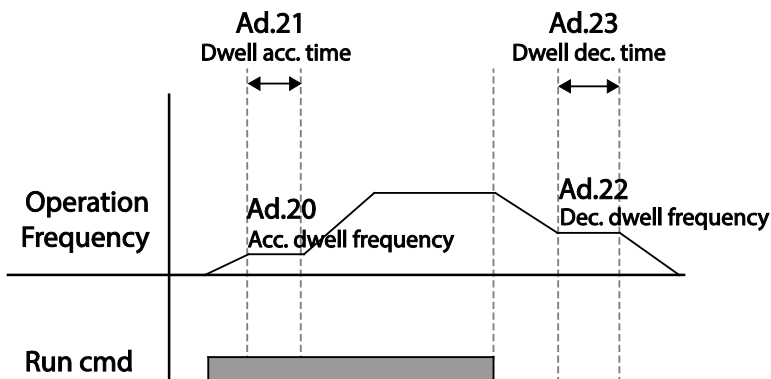 Ad.21
Dwell acc. time
Ad.23
Dwell dec. time
Operation
Frequency
Ad.20
Acc. dwell frequency
Ad.22
Dec. dwell frequency
Run cmd